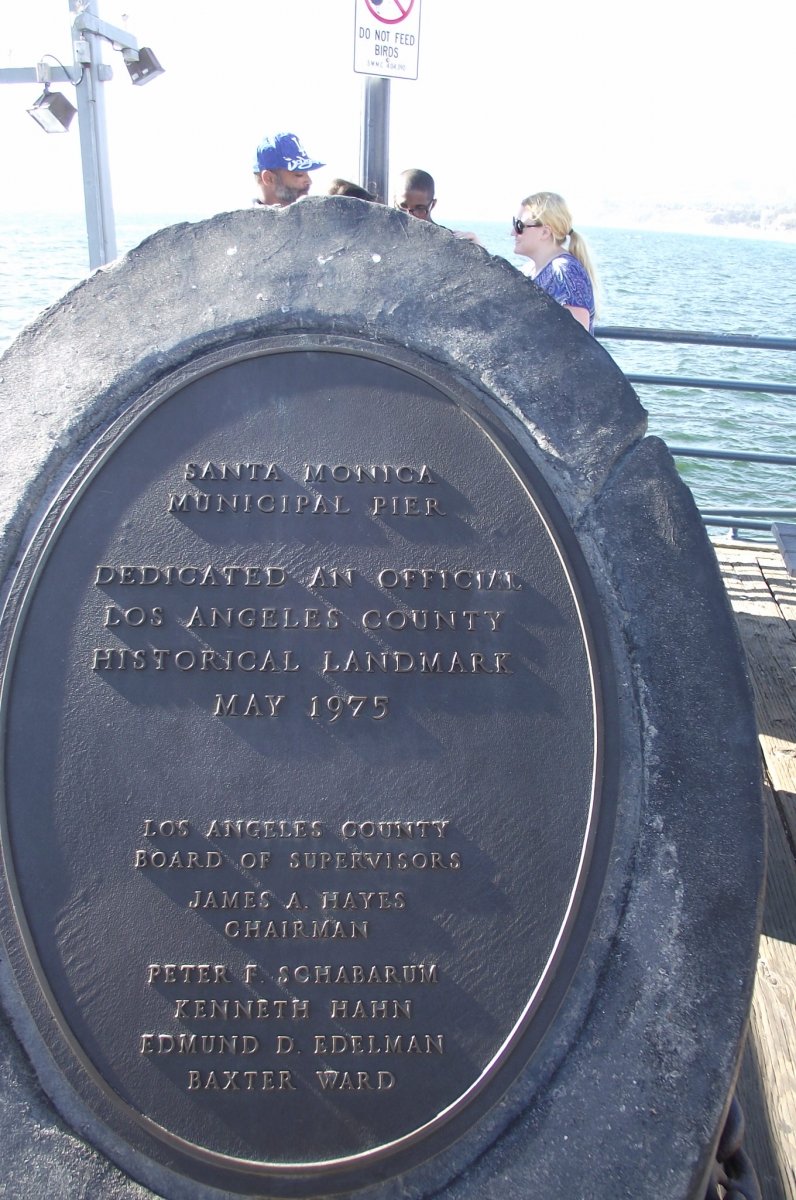 DO NOT FEED
BIRDS
SANTA MONICA
MUNICIPAL PIER
DEDICATED AN OFFICIAL
LOS ANGELES COUNTY
HISTORICAL LANDMARK
MAY 1975
LOS ANGELES COUNTY
BOARD OF SUPERVISORS
JAMES A. HAYES
CHAIRMAN
PETER F. SCHABARUM
KENNETH HAHN
EDMUND D. EDELMAN
BAXTER WARD